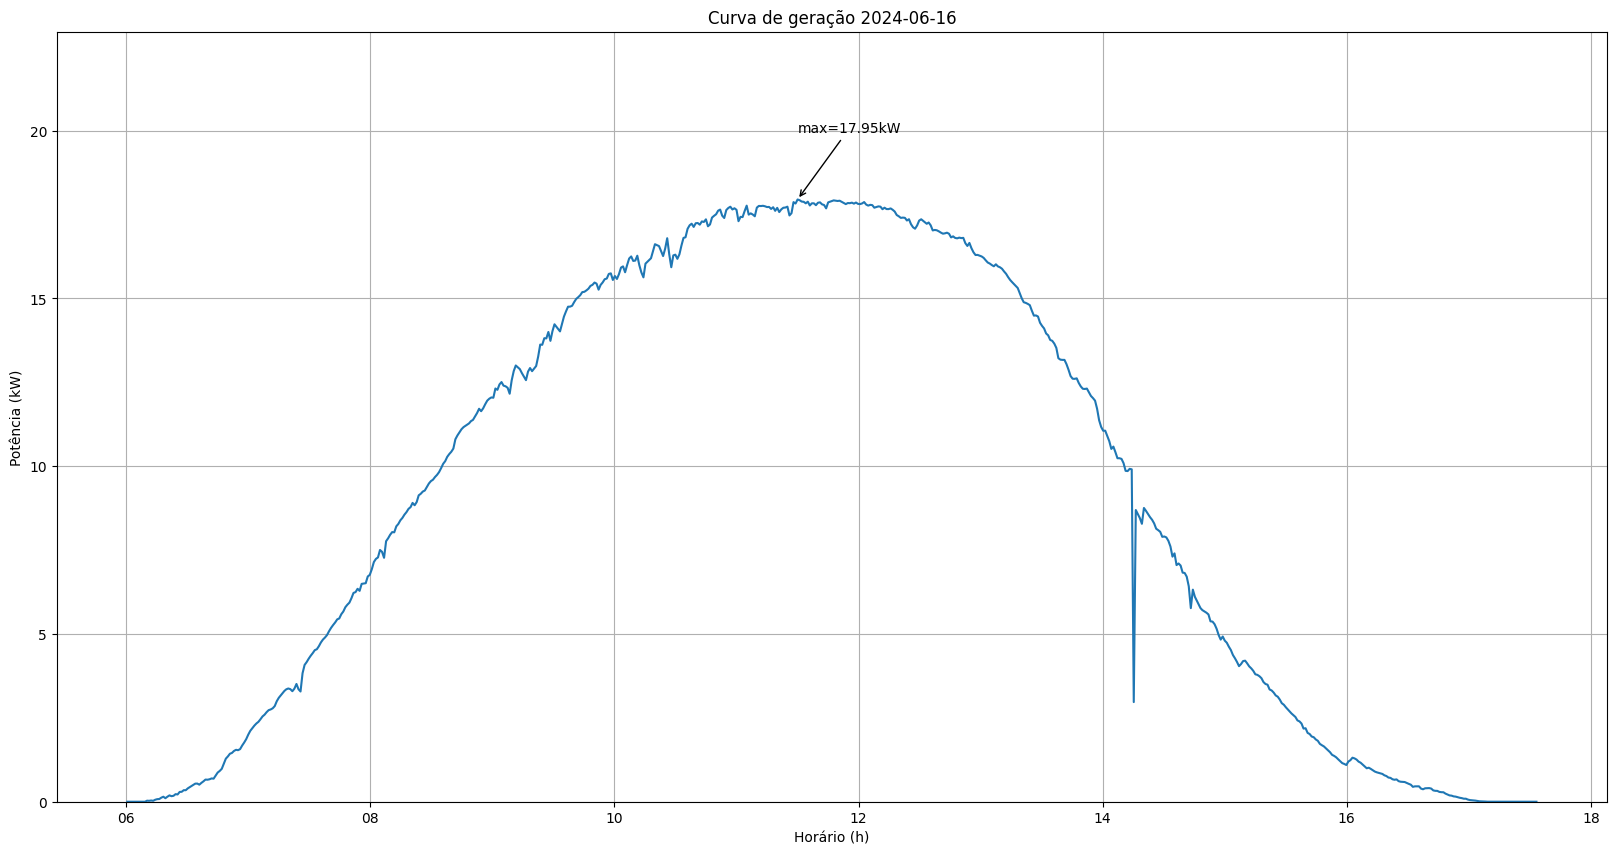 Curva de geração 2024-06-16
max=17.95kW
Potência (kW)
20
15
10
5
0
06 08 10 12 14 16 18
Horário (h)